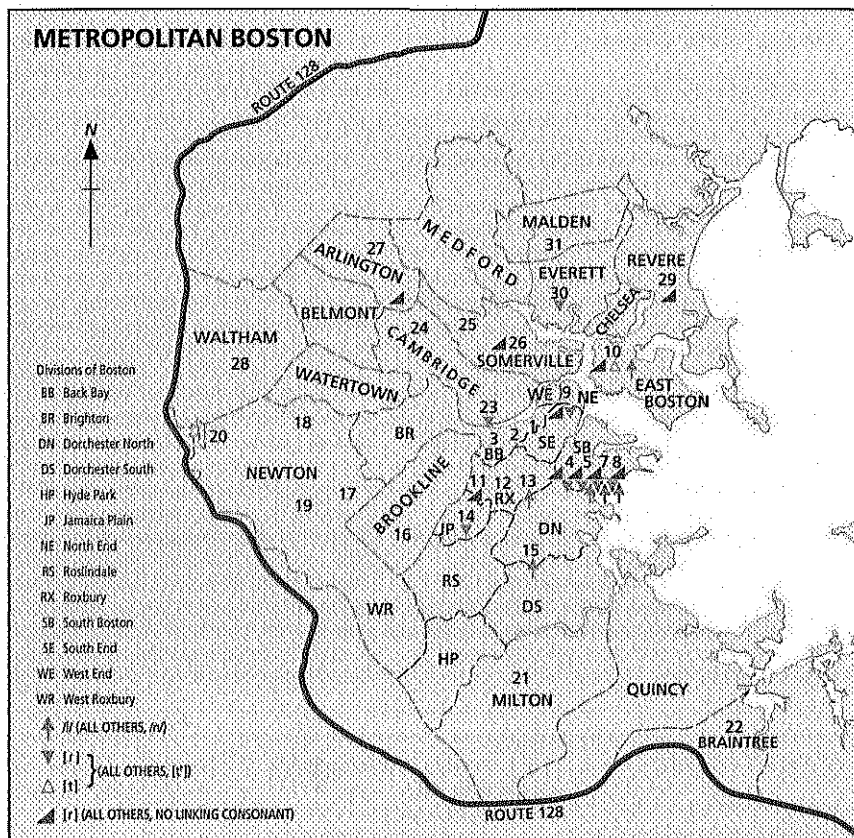 METROPOLITAN BOSTON
ROUTE 128
N
MALDEN
31
MEDFORD
27
ARLINGTON
REVERE
29
EVERETT
30
CHELSEA
BELMONT
24
25
WALTHAM
28
CAMBRIDGE
26
SOMERVILLE
10
EAST
BOSTON
WATERTOWN
WE
9
NE
23
18
BR
3
2
1
BB
SE
SB
20
NEWTON
17
19
BROOKLINE
11
12
13
RX
4 5 7 8
16
JP
14
DN
15
RS
DS
WR
HP
21
MILTON
QUINCY
22
BRAINTREE
ROUTE 128
Divisions of Boston
BB Back Bay
BR Brighton
DN Dorchester North
DS Dorchester South
HP Hyde Park
JP Jamaica Plain
NE North End
RS Roslindale
RX Roxbury
SB South Boston
SE South End
WE West End
WR West Roxbury
(ALL OTHERS,
[r]
[t]
(ALL OTHERS,
[r] (ALL OTHERS, NO LINKING CONSONANT)